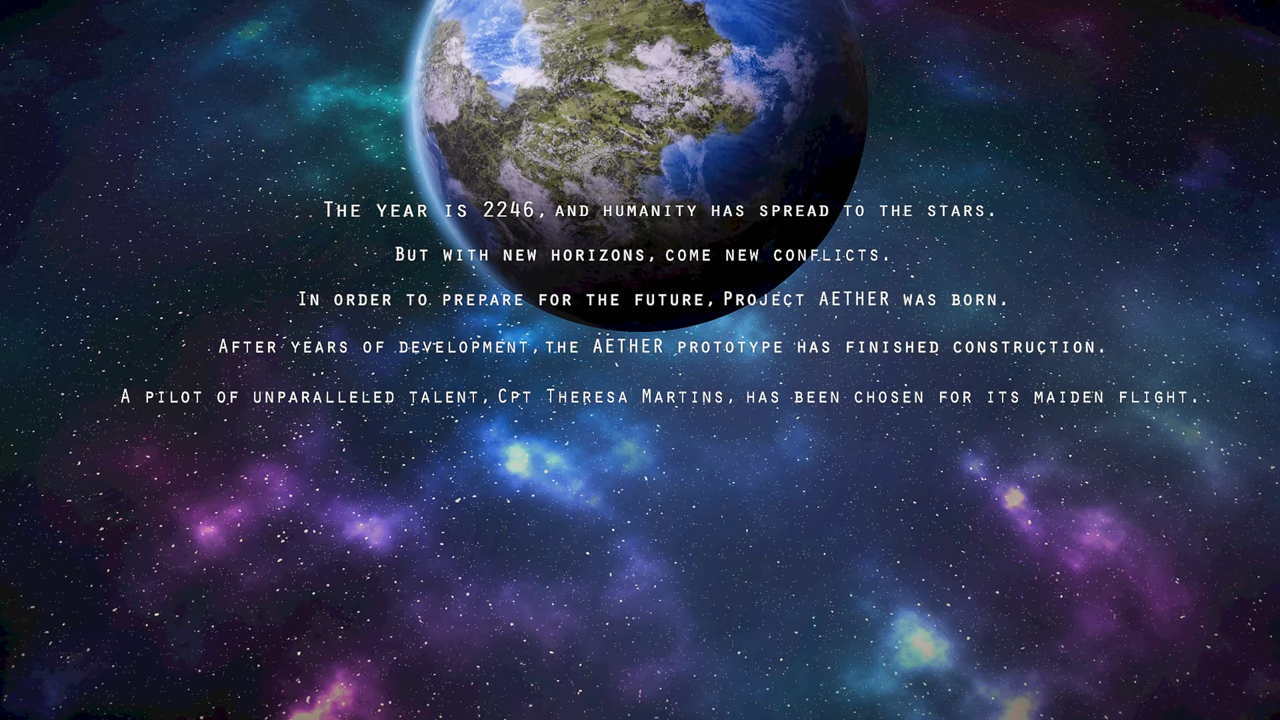 The year is 2246, and humanity has spread to the stars.
But with new horizons, come new conflicts.
In order to prepare for the future, Project AETHER was born.
After years of development, the AETHER prototype has finished construction.
A pilot of unparalleled talent, Cpt Theresa Martins, has been chosen for its maiden flight.